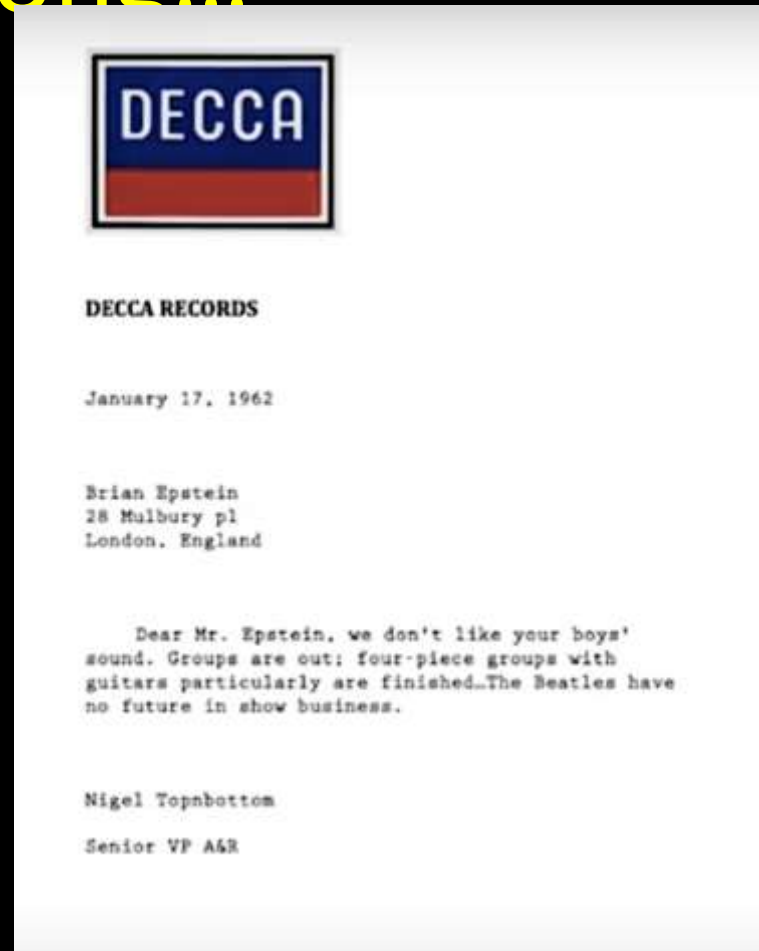 DECCA
DECCA RECORDS
January 17, 1962
Brian Epstein
28 Mulbury pl
London, England
Dear Mr. Epstein, we don't like your boys'
sound. Groups are out; four-piece groups with
guitars particularly are finished…The Beatles have
no future in show business.
Nigel Topnbottom
Senior VP A&R